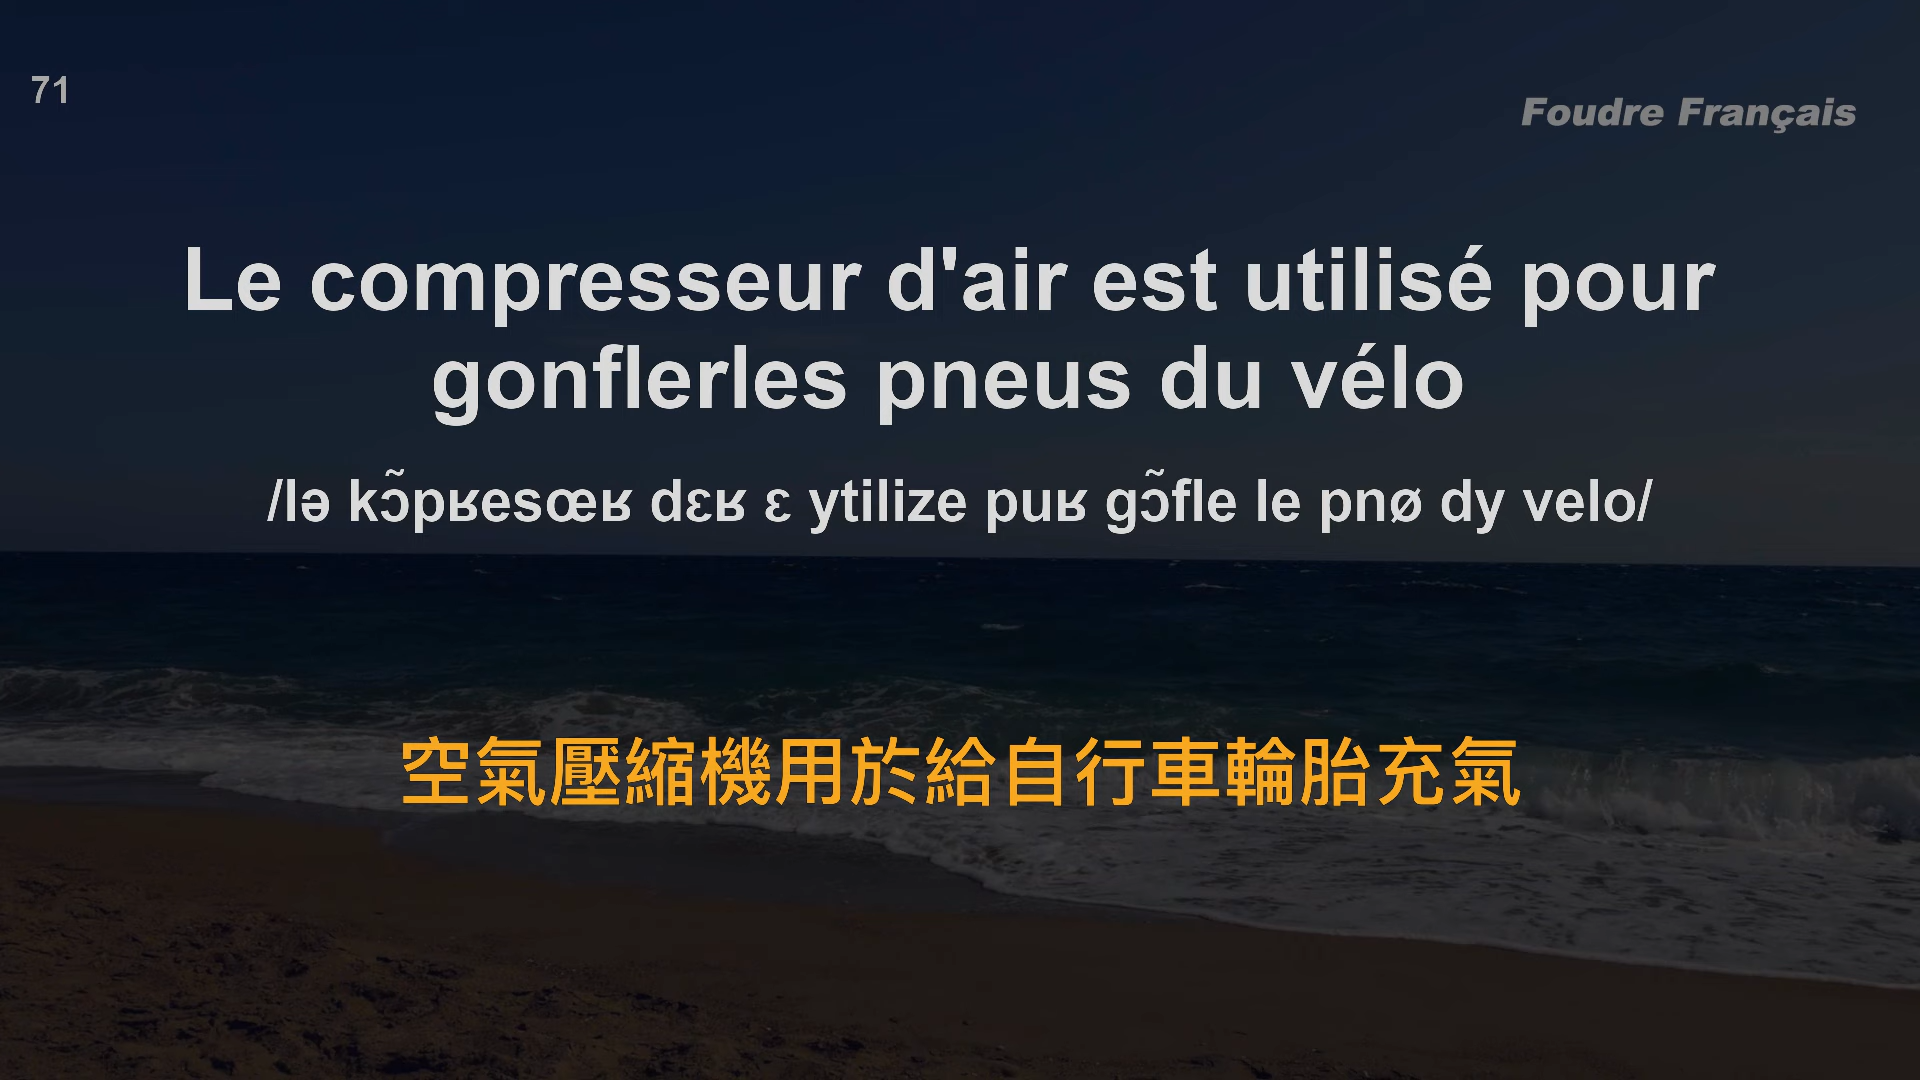 71
Foudre Français
Le compresseur d'air est utilisé pour
gonflerles pneus du vélo
/lə kɔ̃pʁesœʁ dɛʁ ɛ ytilize puʁ gɔ̃fle le pnø dy velo/
空氣壓縮機用於給自行車輪胎充氣